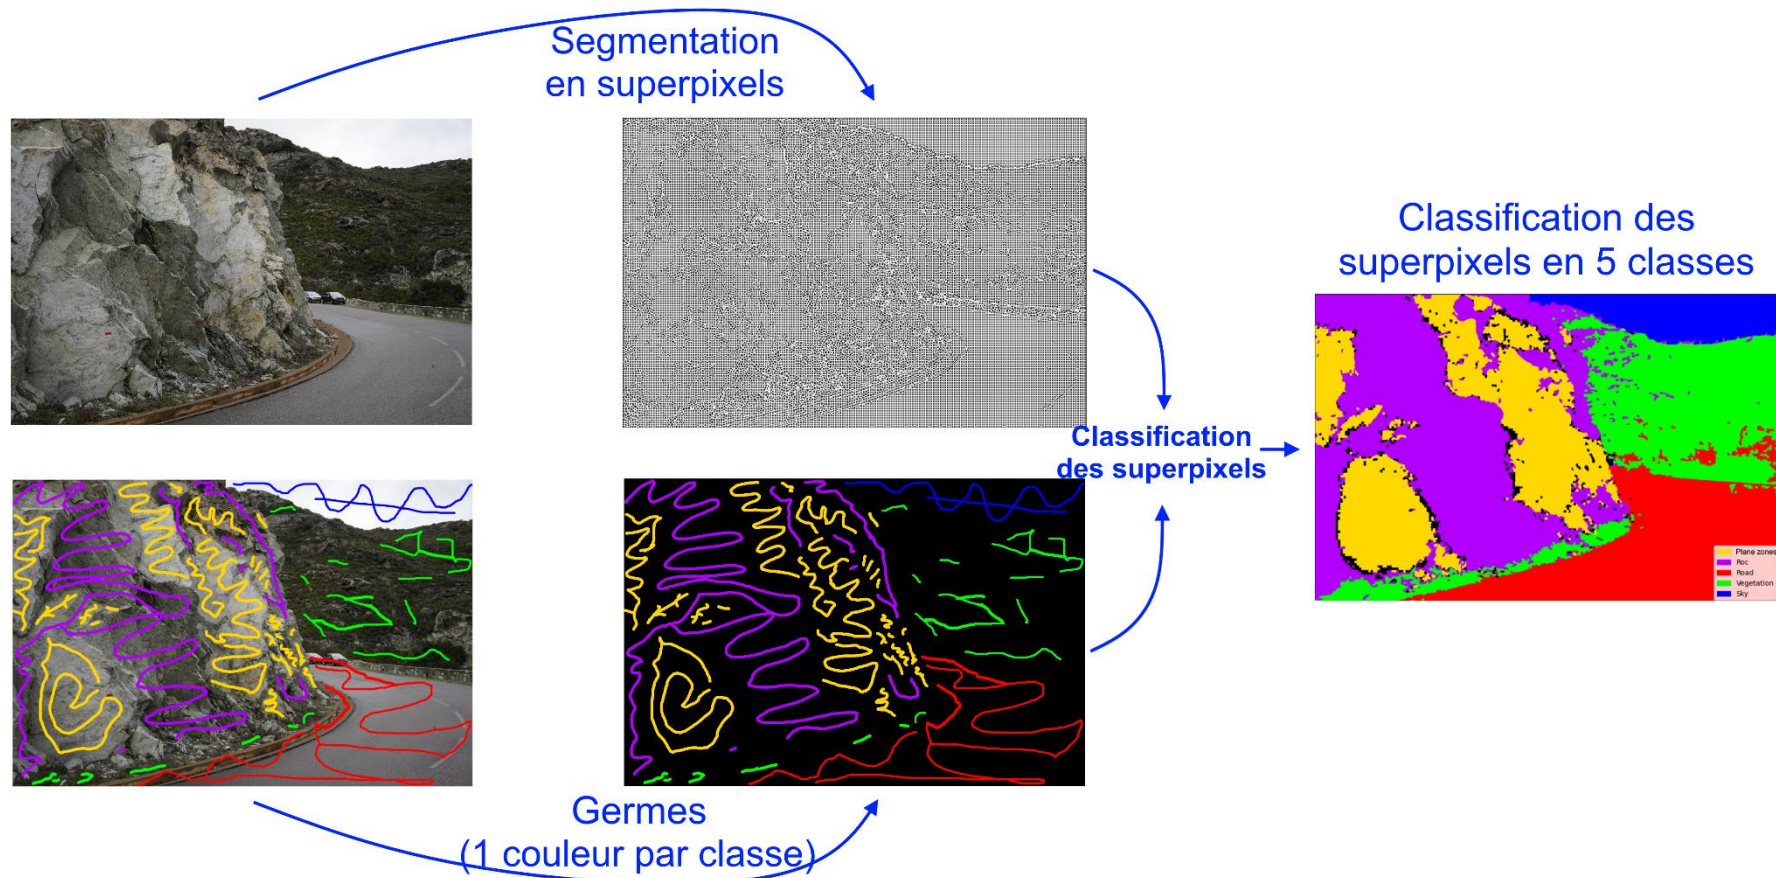 Segmentation
en superpixels
Classification des
superpixels en 5 classes
Classification
des superpixels
Plane zones
Roc
Road
Vegetation
Sky
Germes
(1 couleur par classe)